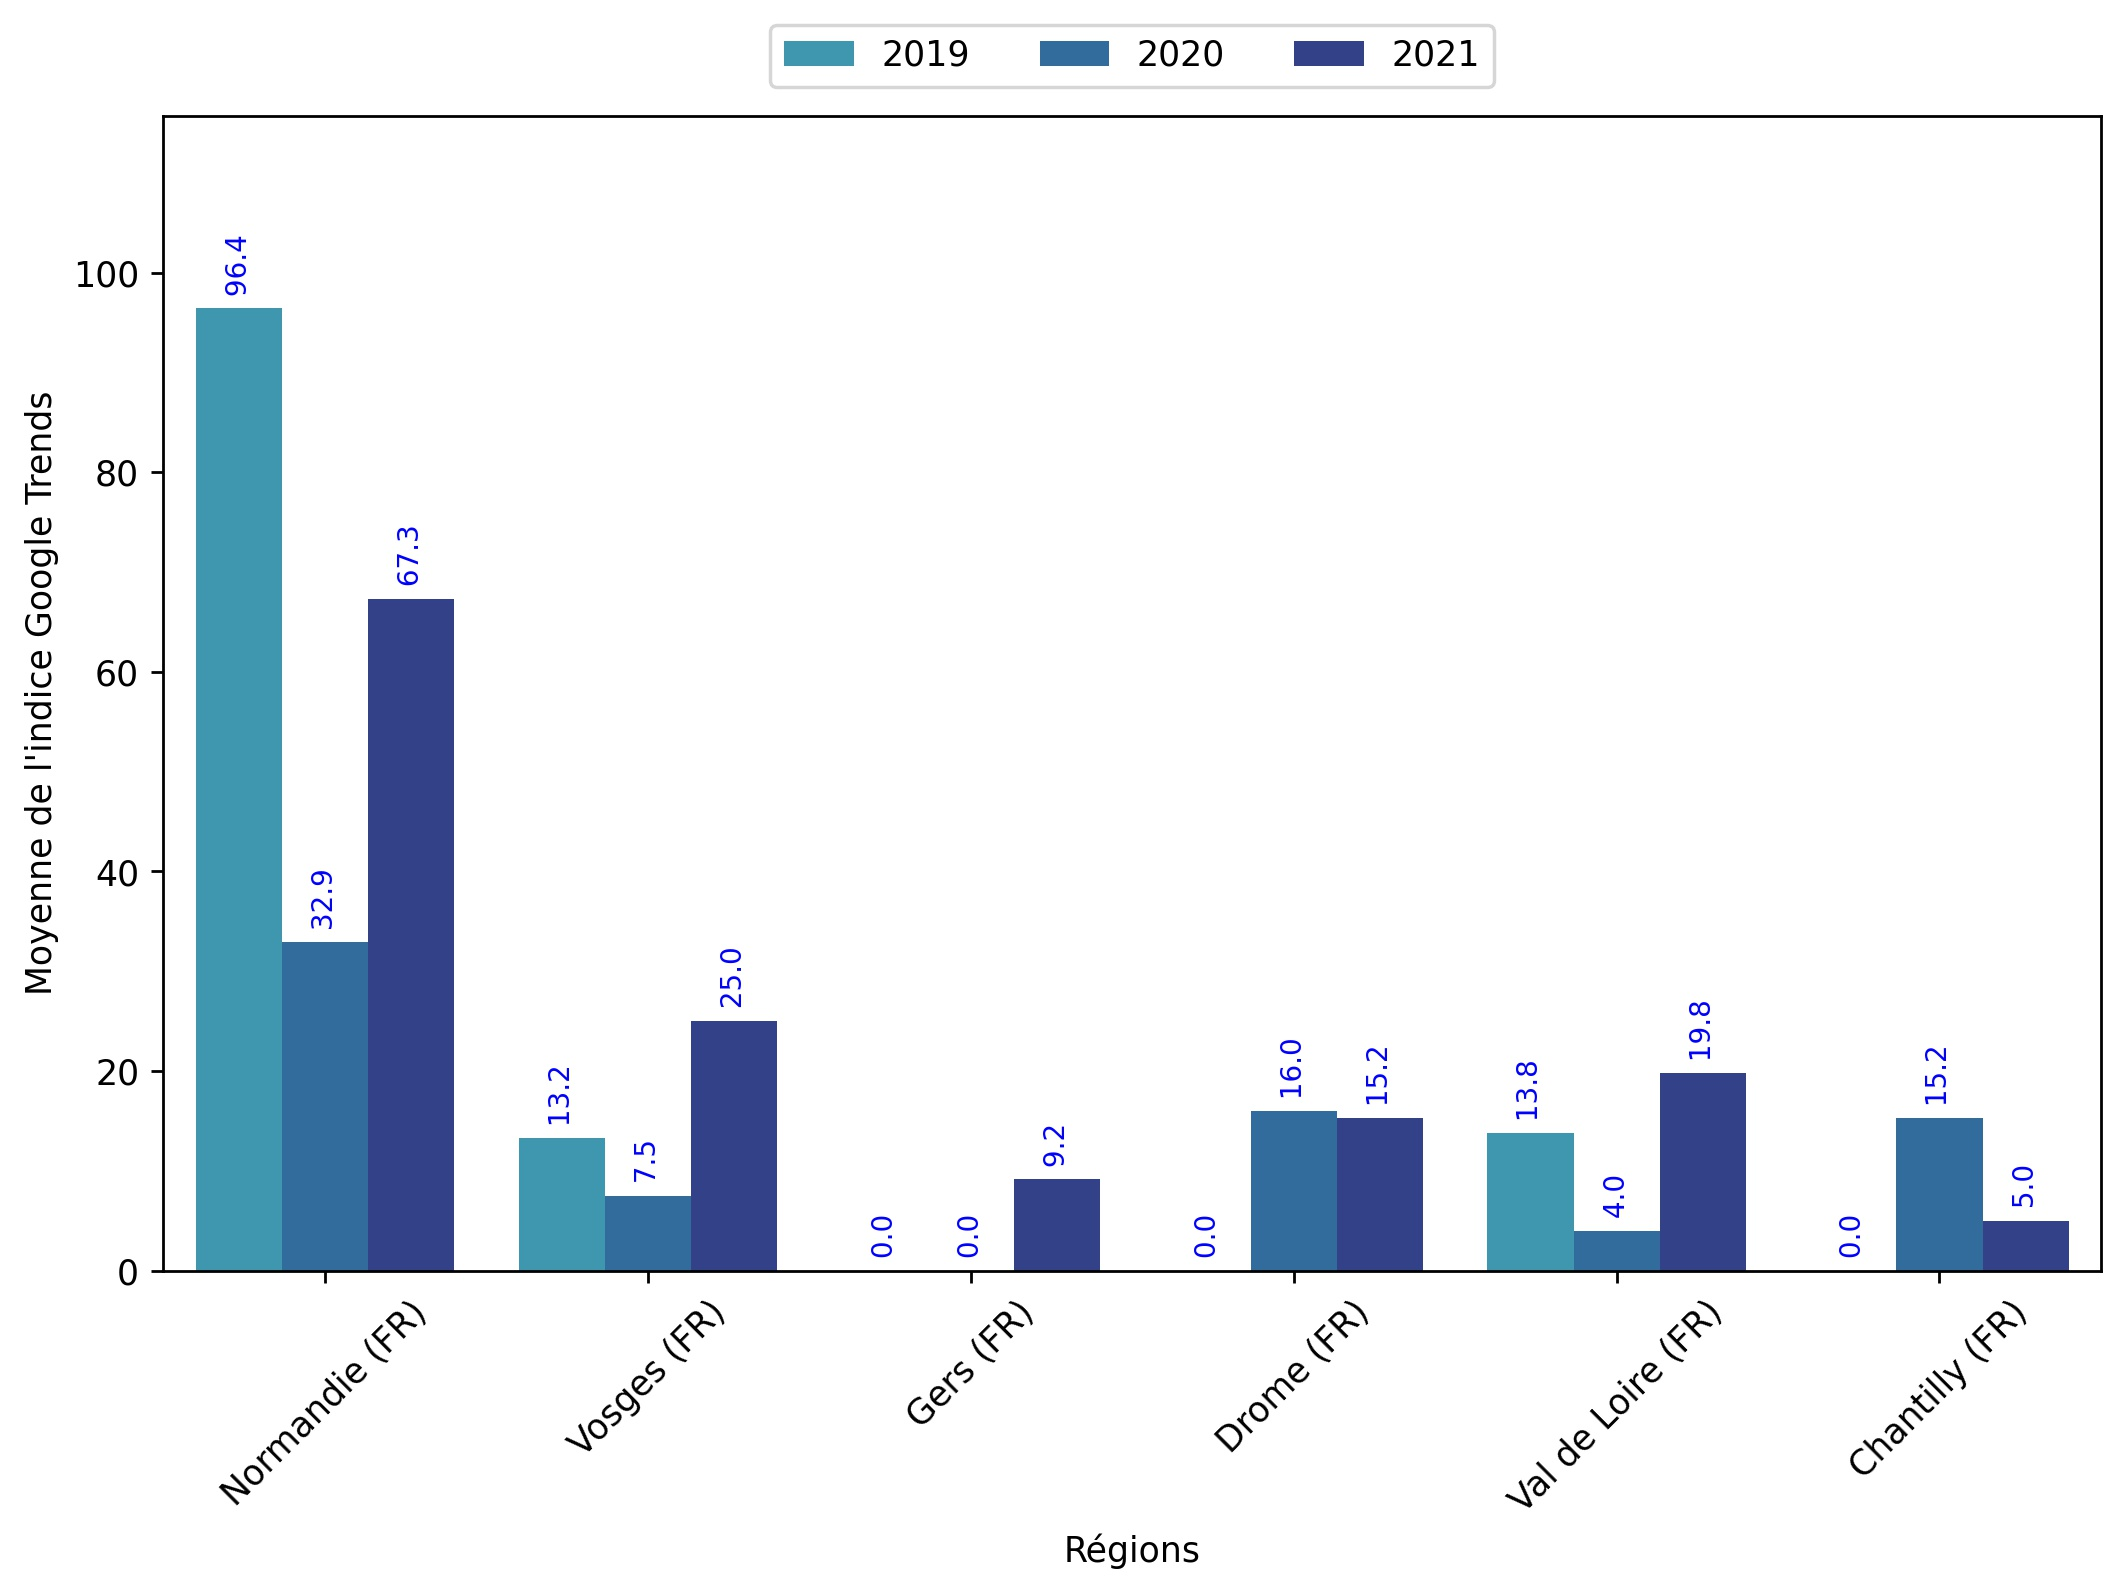 2019 2020 2021
Moyenne de l'indice Google Trends
100
80
60
40
20
0
96.4 32.9 67.3
13.2 7.5 25.0
0.0 0.0 9.2
0.0 16.0 15.2
13.8 4.0 19.8
0.0 15.2 5.0
Normandie (FR)
Vosges (FR)
Gers (FR)
Drome (FR)
Val de Loire (FR)
Chantilly (FR)
Régions